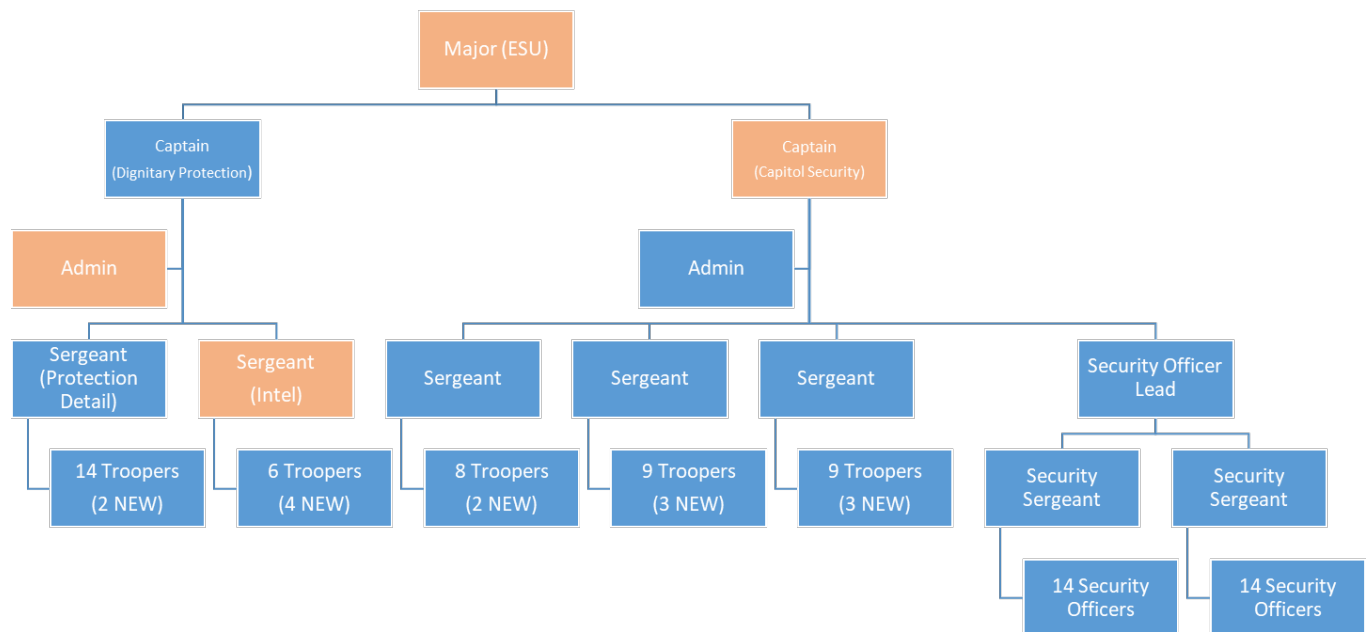 Major (ESU)
Captain
(Dignitary Protection)
Captain
(Capitol Security)
Admin
Admin
Sergeant
(Protection
Detail)
Sergeant
(Intel)
Sergeant
Sergeant
Sergeant
Security Officer
Lead
14 Troopers
(2 NEW)
6 Troopers
(4 NEW)
8 Troopers
(2 NEW)
9 Troopers
(3 NEW)
9 Troopers
(3 NEW)
Security
Sergeant
Security
Sergeant
14 Security
Officers
14 Security
Officers